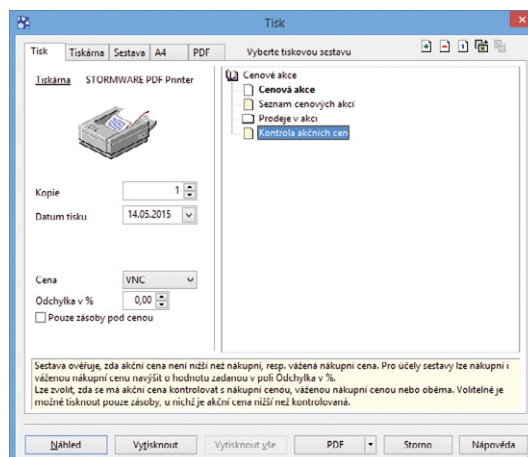 Tisk
Tisk Tiskárna Sestava A4 PDF Vyberte tiskovou sestavu
Tiskárna STORMWARE PDF Printer
Cenové akce
Cenová akce
Seznam cenových akcí
Prodeje v akci
Kontrola akčních cen
Kopie 1
Datum tisku 14.05.2015
Cena VNC
Odchylka v % 0,00
Pouze zásoby pod cenou
Sestava ověřuje, zda akční cena není nižší než nákupní, resp. vážená nákupní cena. Pro účely sestavy lze nákupní i
váženou nákupní cenu navýšit o hodnotu zadanou v poli Odchylka v %.
Lze zvolit, zda se má akční cena kontrolovat s nákupní cenou, váženou nákupní cenou nebo oběma. Volitelně je
možné tisknout pouze zásoby, u nichž je akční cena nižší než kontrolovaná.
Náhled Vytisknout Vytisknout vše PDF Storno Nápověda